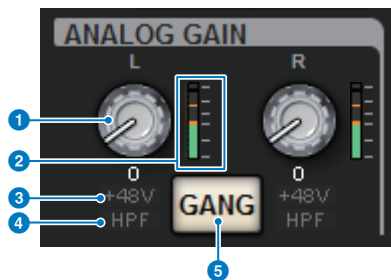 ANALOG GAIN
L R
1
2
0 0
3 +48V +48V
4 HPF HPF
GANG
5